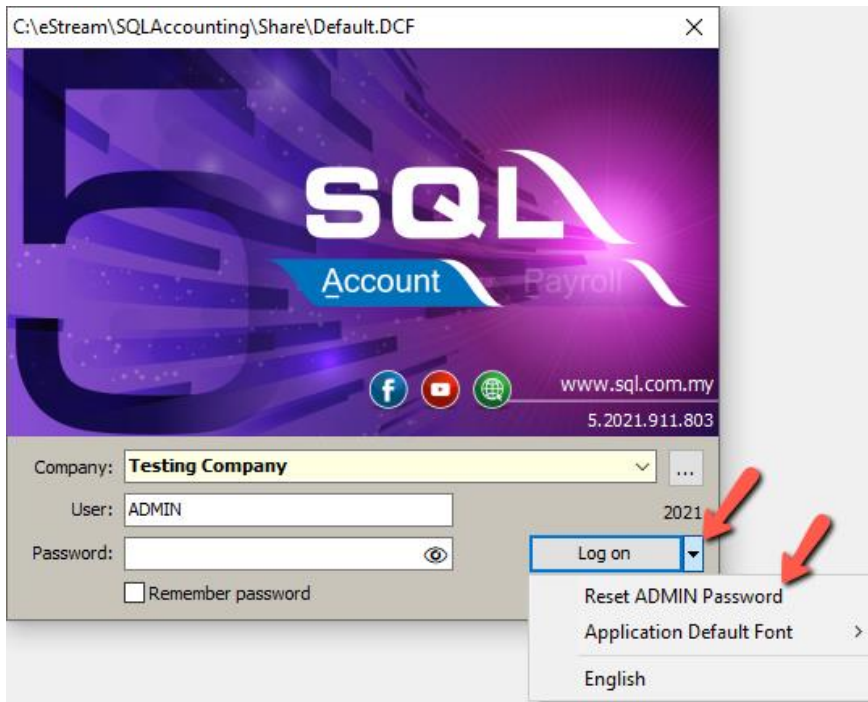 C:\eStream\SQLAccounting\Share\Default.DCF
5
SQL
Account
Payroll
www.sql.com.my
5.2021.911.803
Company: Testing Company ...
User: ADMIN 2021
Password: Log on
Remember password
Reset ADMIN Password
Application Default Font
English